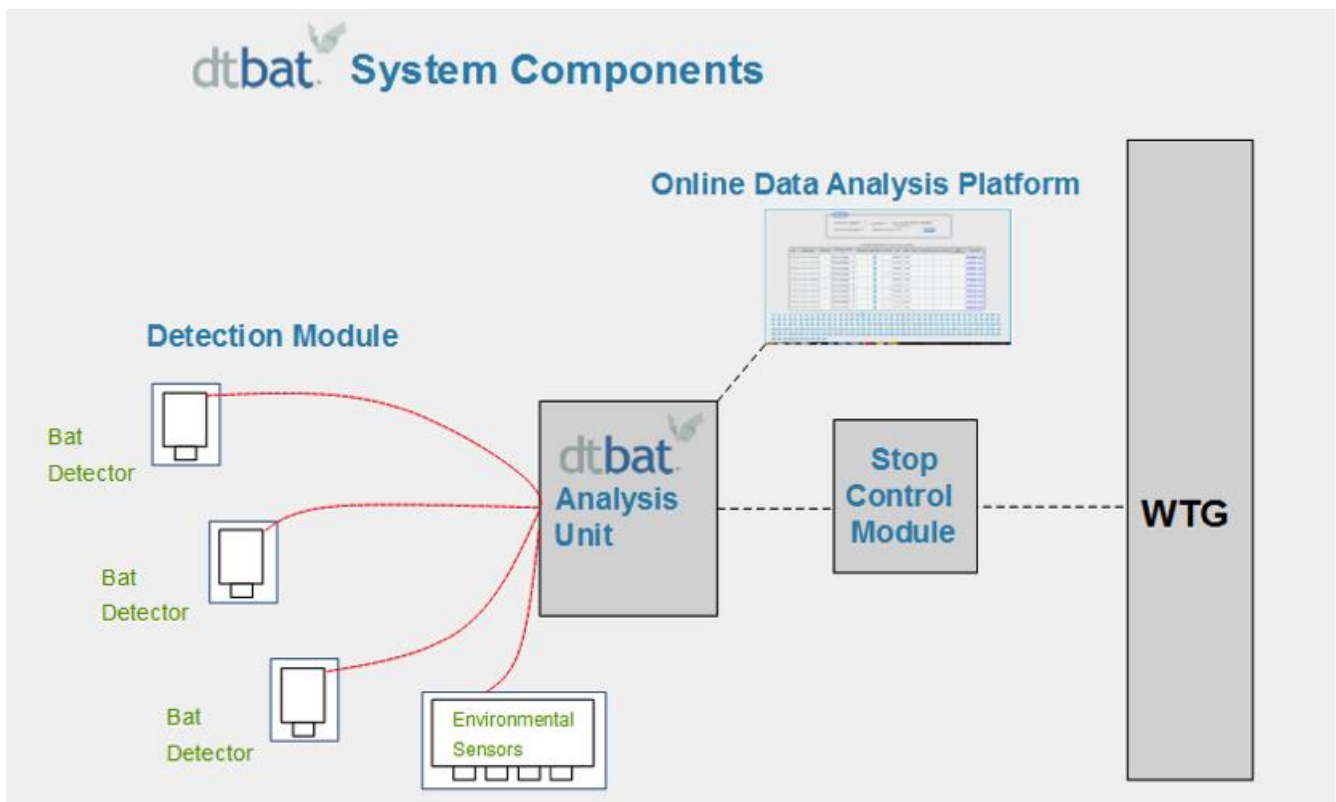 dtbat. System Components
Online Data Analysis Platform
Detection Module
Bat
Detector
dtbat.
Analysis
Unit
Stop
Control
Module
WTG
Bat
Detector
Bat
Detector
Environmental
Sensors